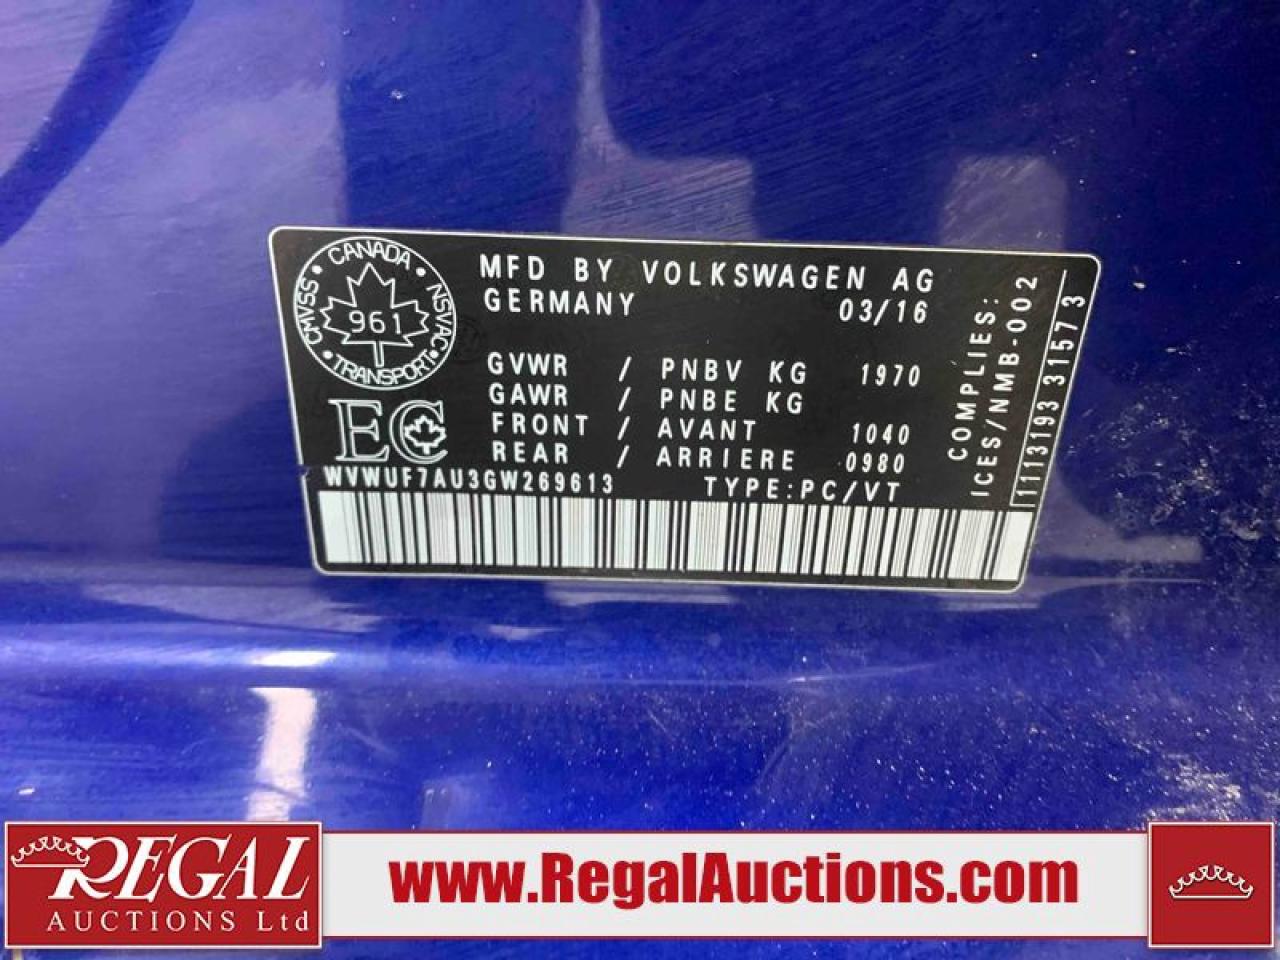 CANADA
CMVSS · NSVAC
961
TRANSPORT
EC
MFD BY VOLKSWAGEN AG
GERMANY 03/16
GVWR / PNBV KG 1970
GAWR / PNBE KG
FRONT / AVANT 1040
REAR / ARRIERE 0980
WVWUF7AU3GW269613 TYPE:PC/VT
COMPLIES:
ICES/NMB-002
1113193 31573
REGAL
AUCTIONS Ltd
www.RegalAuctions.com